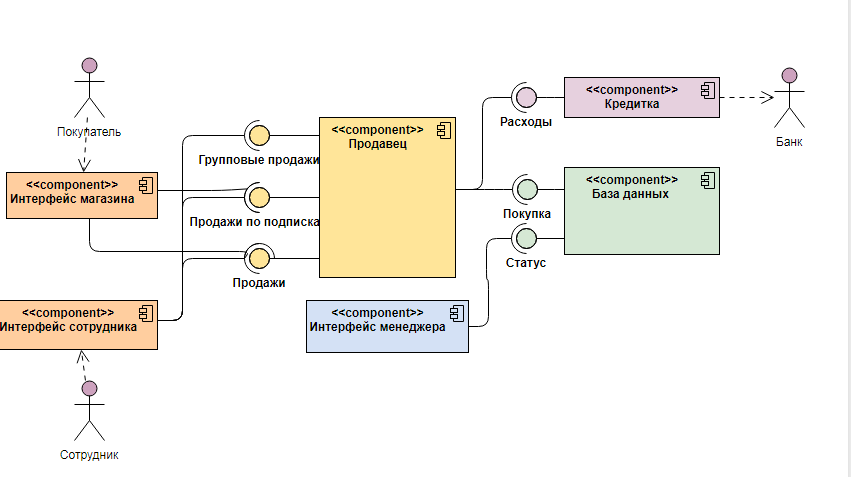 Покупатель
<<component>>
Интерфейс магазина
<<component>>
Интерфейс сотрудника
Сотрудник
Групповые продажи
Продажи по подписка
Продажи
<<component>>
Продавец
<<component>>
Интерфейс менеджера
Расходы
Покупка
Статус
<<component>>
Кредитка
<<component>>
База данных
Банк